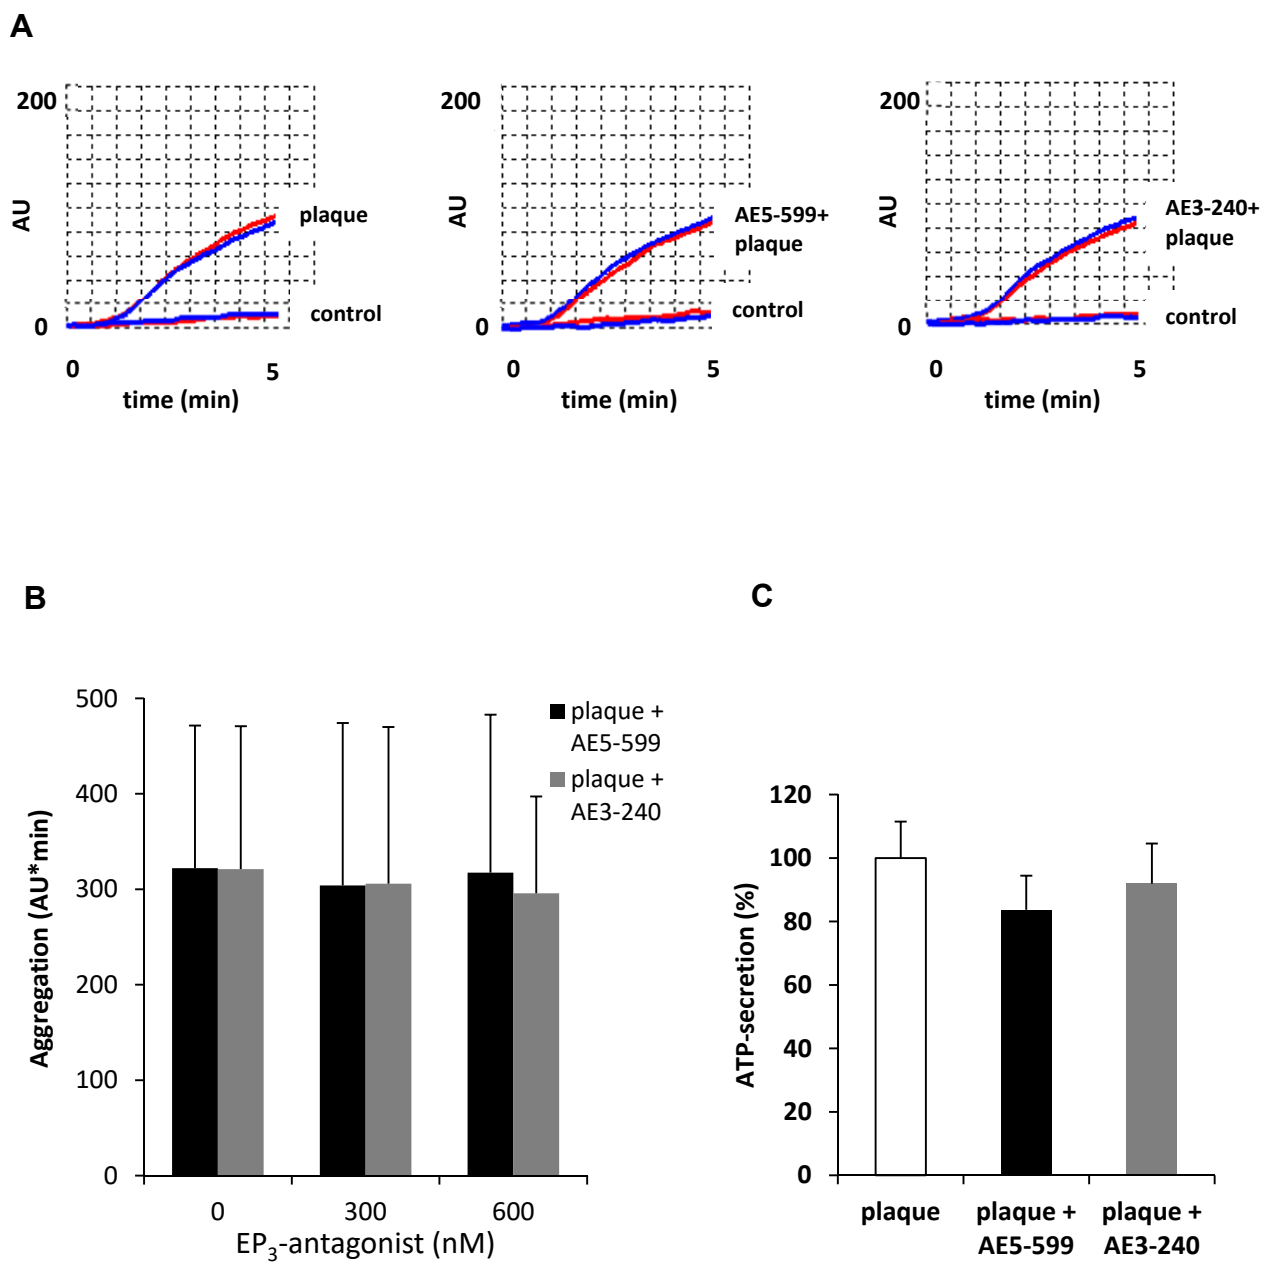 A
200
AU
0
plaque
control
0
5
time (min)
200
AU
0
AE5-599+
plaque
control
0
5
time (min)
200
AU
0
AE3-240+
plaque
control
0
5
time (min)
B
500
400
300
200
100
0
Aggregation (AU*min)
plaque +
AE5-599
plaque +
AE3-240
0
300
600
EP3-antagonist (nM)
C
120
100
80
60
40
20
0
ATP-secretion (%)
plaque
plaque +
AE5-599
plaque +
AE3-240